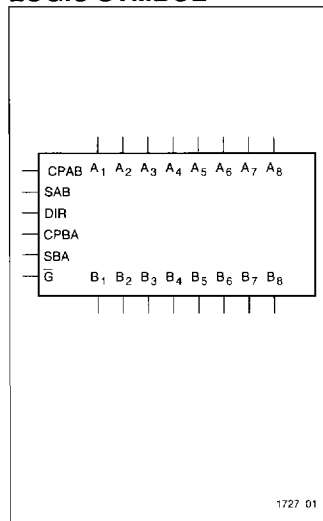 LOGIC SYMBOL
CPAB A1 A2 A3 A4 A5 A6 A7 A8
SAB
DIR
CPBA
SBA
G̅ B1 B2 B3 B4 B5 B6 B7 B8
1727 01